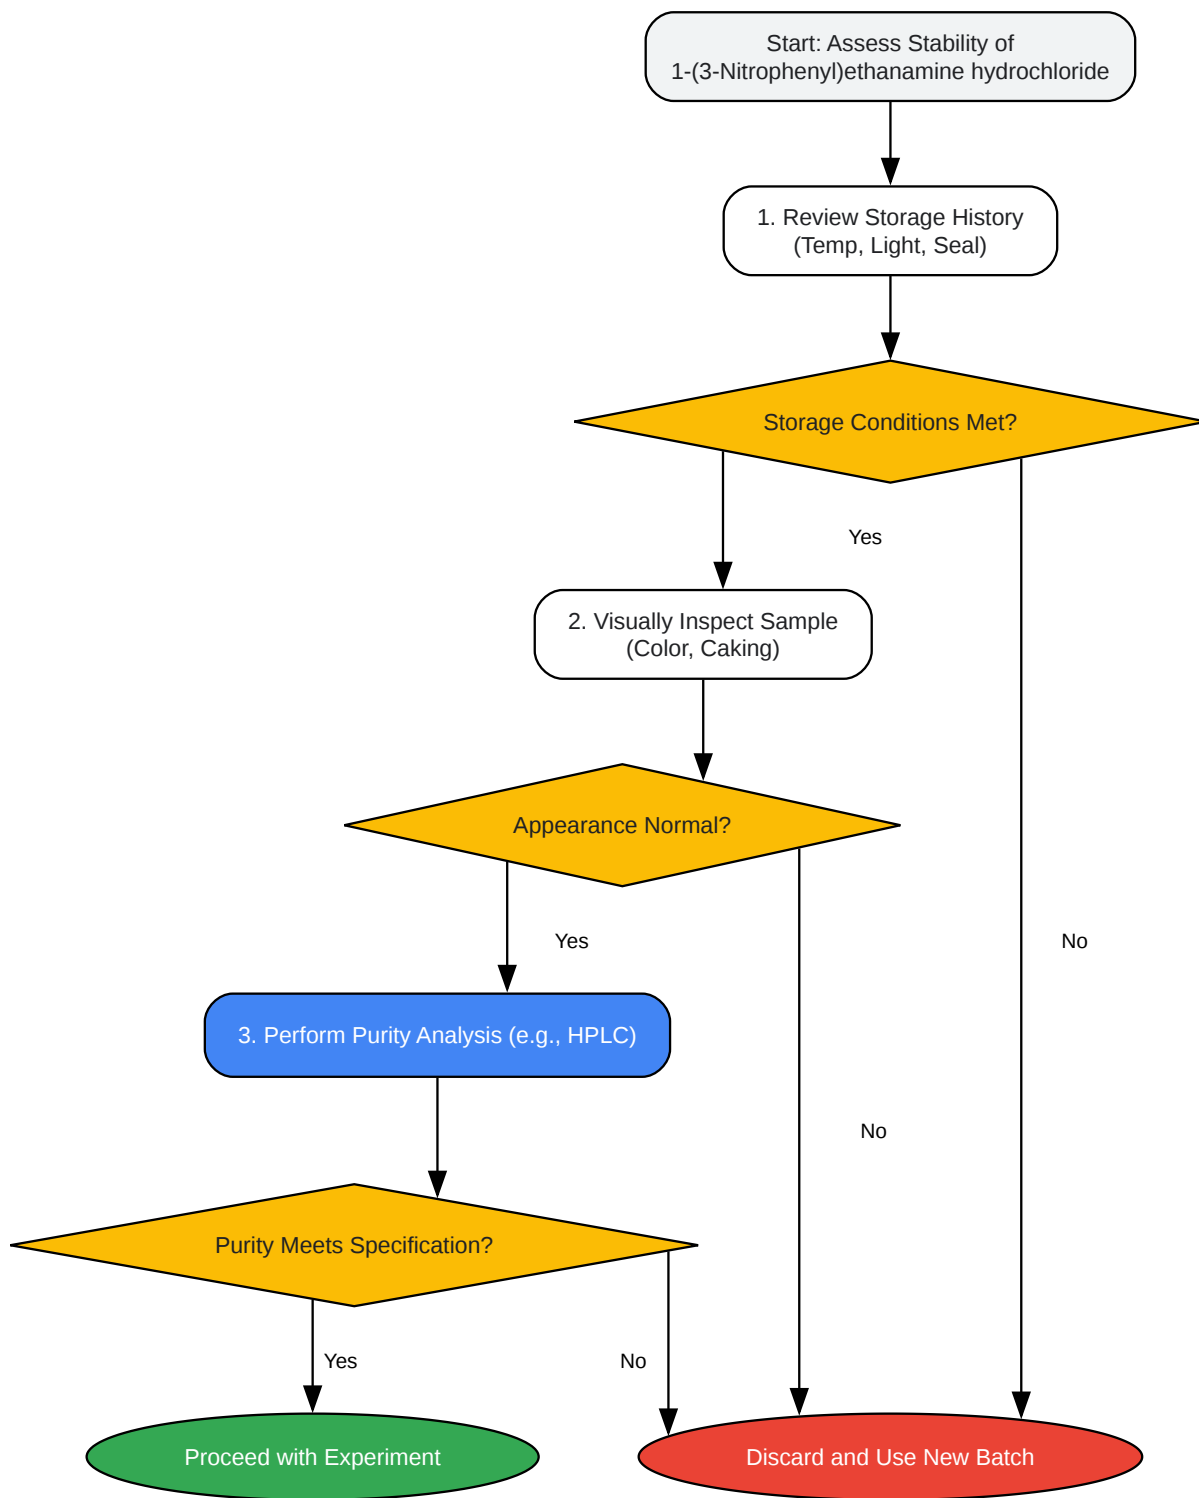 Start: Assess Stability of
1-(3-Nitrophenyl)ethanamine hydrochloride
1. Review Storage History
(Temp, Light, Seal)
Storage Conditions Met?
Yes
2. Visually Inspect Sample
(Color, Caking)
Appearance Normal?
Yes
No
3. Perform Purity Analysis (e.g., HPLC)
No
Purity Meets Specification?
Yes
No
Proceed with Experiment
Discard and Use New Batch